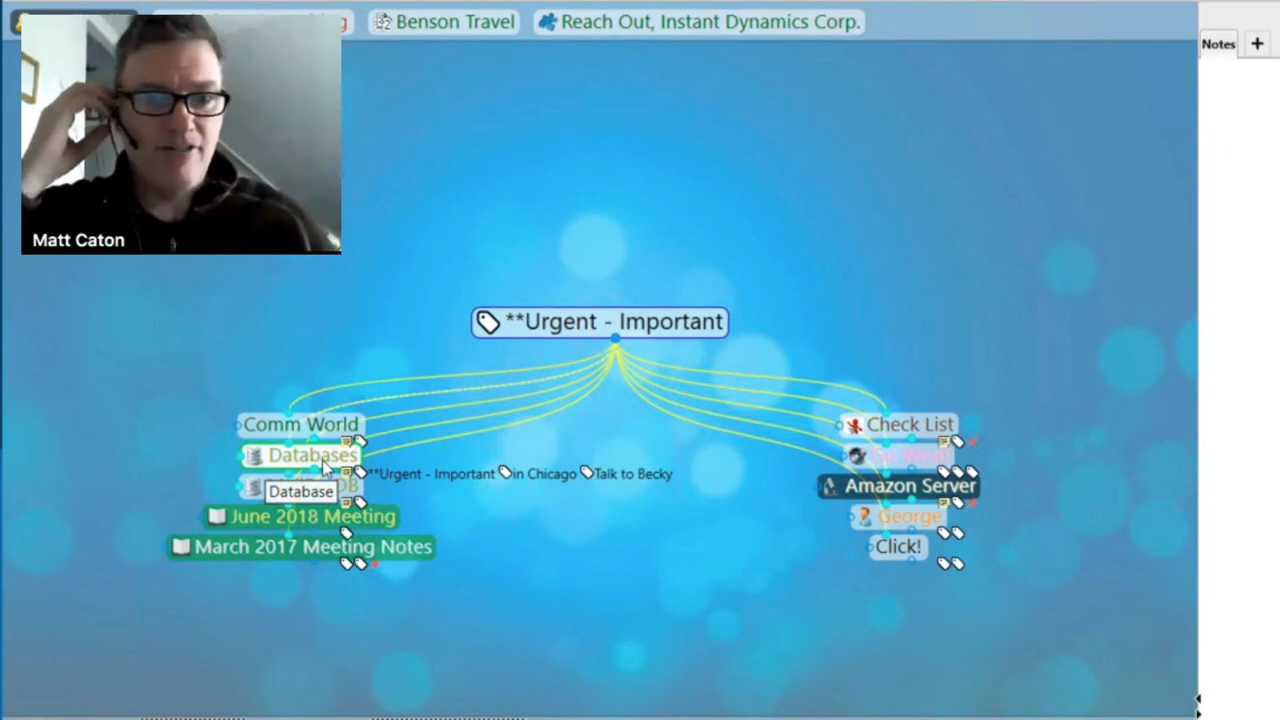 Benson Travel
Reach Out, Instant Dynamics Corp.
Notes +
Matt Caton
**Urgent - Important
Comm World
Check List
Databases
**Urgent - Important in Chicago Talk to Becky
Database
Amazon Server
June 2018 Meeting
George
March 2017 Meeting Notes
Click!